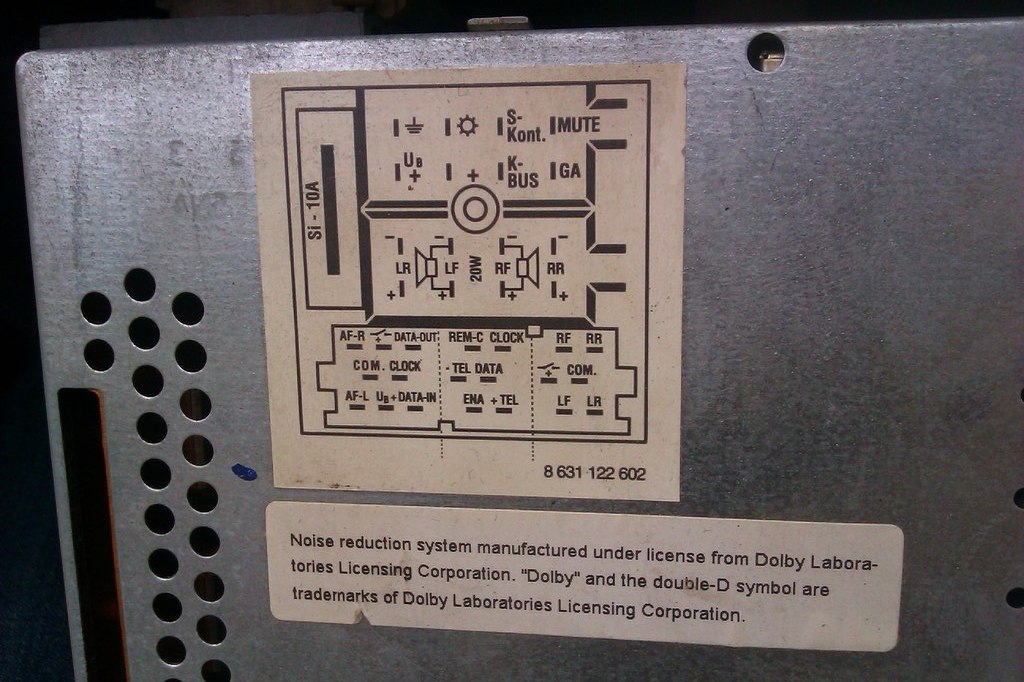 S-
Kont. MUTE
UB + + K-
BUS GA
Si - 10A
- - - -
LR LF 20W RF RR
+ + + +
AF-R + DATA-OUT REM-C CLOCK RF RR
COM. CLOCK - TEL DATA + COM.
AF-L UB + DATA-IN ENA + TEL LF LR
8 631 122 602
Noise reduction system manufactured under license from Dolby Labora-
tories Licensing Corporation. "Dolby" and the double-D symbol are
trademarks of Dolby Laboratories Licensing Corporation.